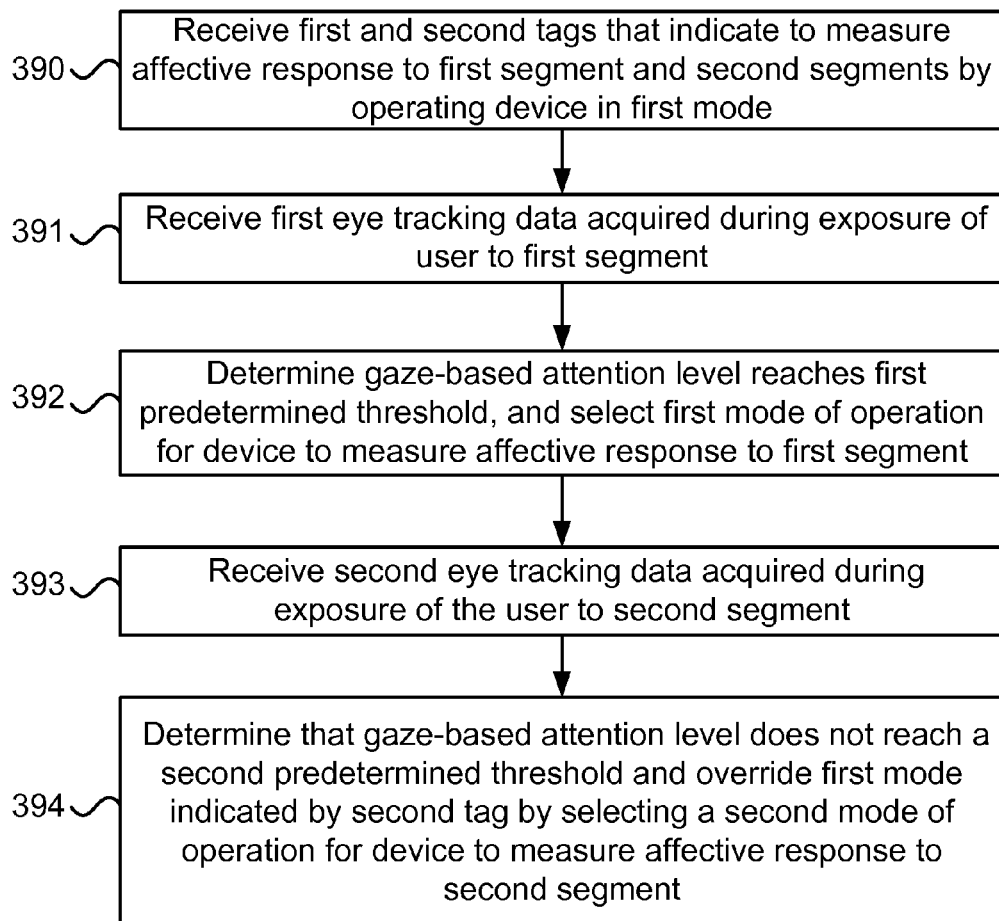 390
Receive first and second tags that indicate to measure
affective response to first segment and second segments by
operating device in first mode
391
Receive first eye tracking data acquired during exposure of
user to first segment
392
Determine gaze-based attention level reaches first
predetermined threshold, and select first mode of operation
for device to measure affective response to first segment
393
Receive second eye tracking data acquired during
exposure of the user to second segment
394
Determine that gaze-based attention level does not reach a
second predetermined threshold and override first mode
indicated by second tag by selecting a second mode of
operation for device to measure affective response to
second segment